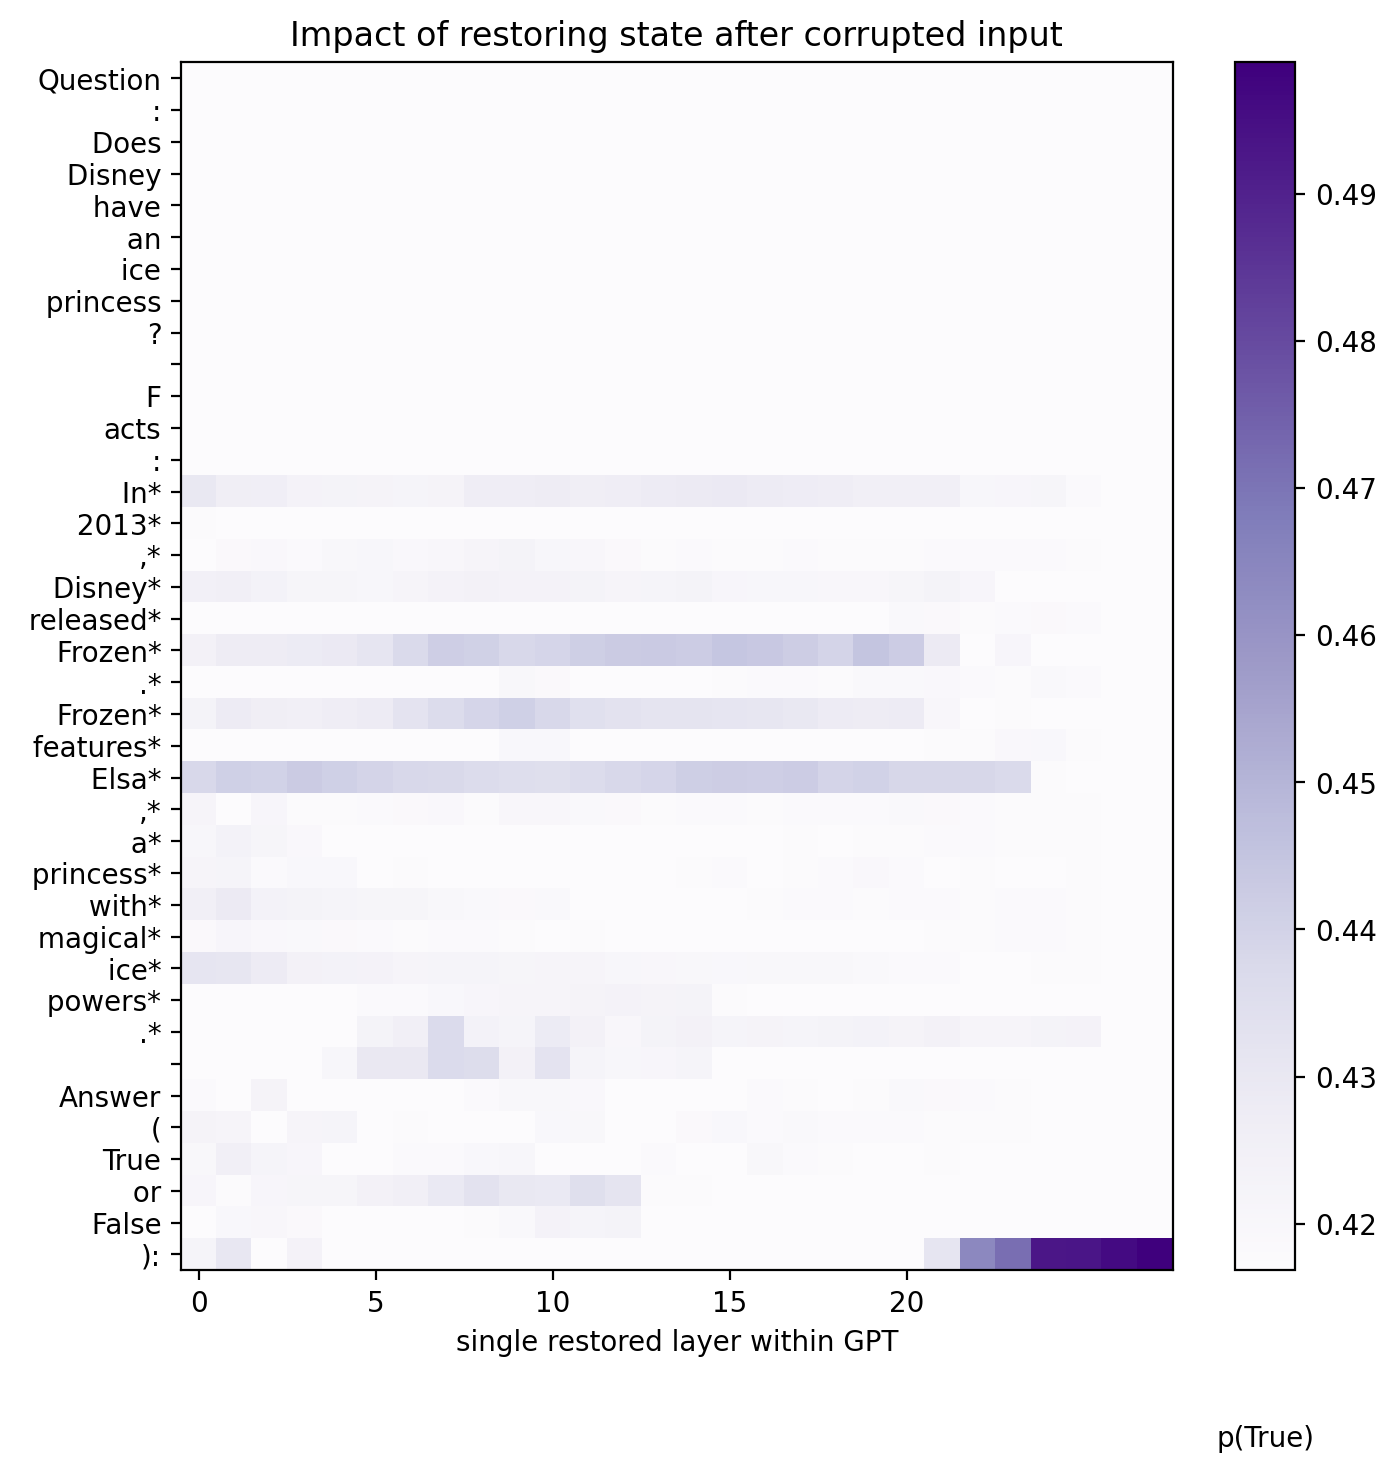 Impact of restoring state after corrupted input
Question
:
Does
Disney
have
an
ice
princess
?
F
acts
:
In*
2013*
,*
Disney*
released*
Frozen*
.*
Frozen*
features*
Elsa*
,*
a*
princess*
with*
magical*
ice*
powers*
.*
Answer
(
True
or
False
):
0 5 10 15 20
single restored layer within GPT
0.49
0.48
0.47
0.46
0.45
0.44
0.43
0.42
p(True)